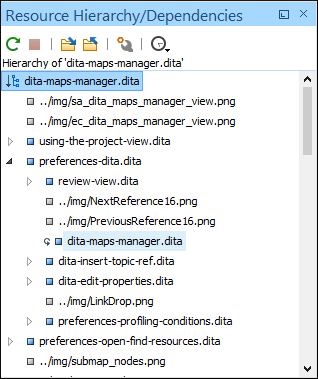 Resource Hierarchy/Dependencies
Hierarchy of 'dita-maps-manager.dita'
dita-maps-manager.dita
../img/sa_dita_maps_manager_view.png
../img/ec_dita_maps_manager_view.png
using-the-project-view.dita
preferences-dita.dita
review-view.dita
../img/NextReference16.png
../img/PreviousReference16.png
dita-maps-manager.dita
dita-insert-topic-ref.dita
dita-edit-properties.dita
../img/LinkDrop.png
preferences-profiling-conditions.dita
preferences-open-find-resources.dita
../img/submap_nodes.png